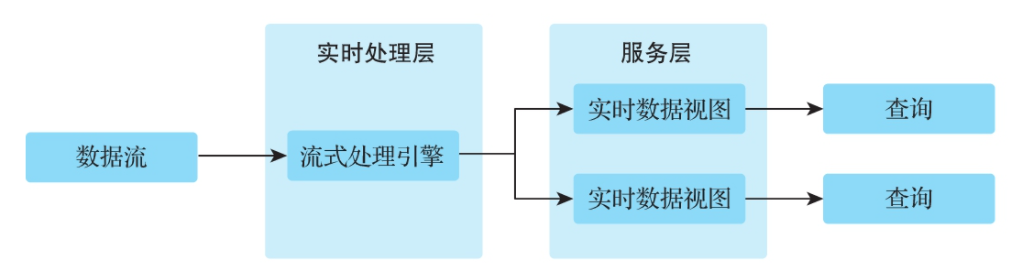 实时处理层
服务层
数据流
流式处理引擎
实时数据视图
查询
实时数据视图
查询